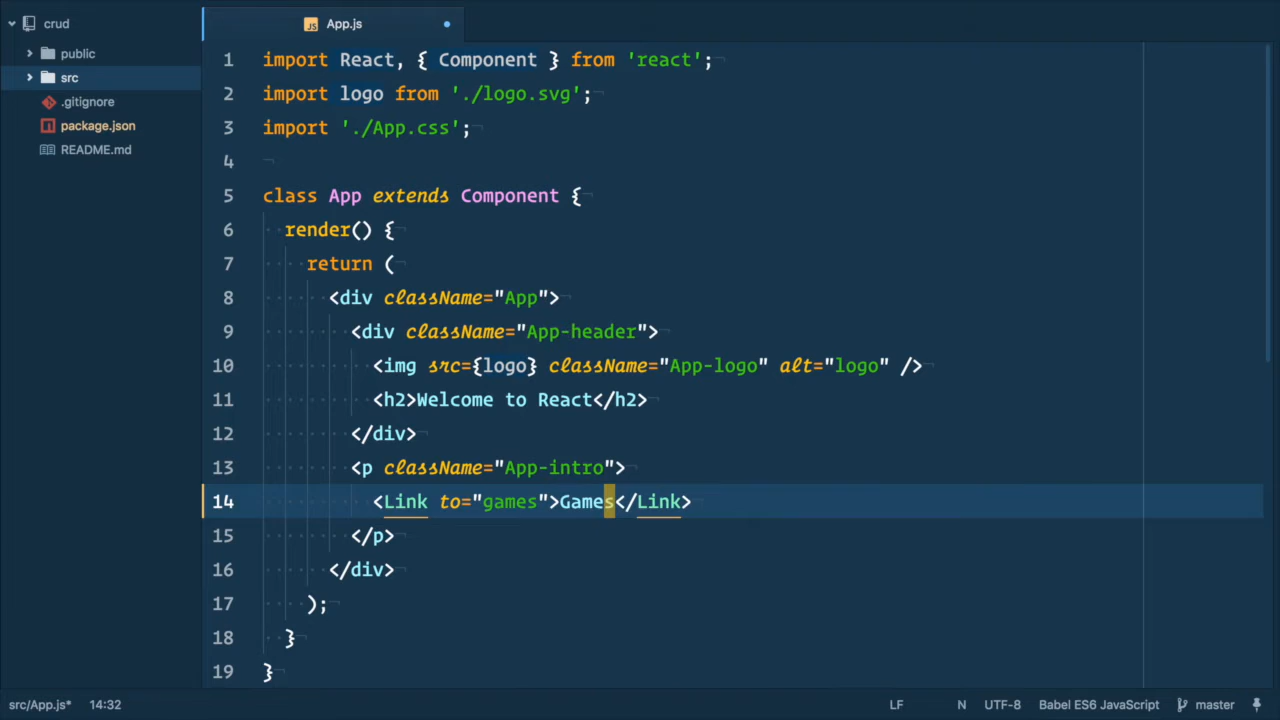 crud
public
src
.gitignore
package.json
README.md
App.js
1 import React, { Component } from 'react';
2 import logo from './logo.svg';
3 import './App.css';
4
5 class App extends Component {
6 render() {
7 return (
8 <div className="App">
9 <div className="App-header">
10 <img src={logo} className="App-logo" alt="logo" />
11 <h2>Welcome to React</h2>
12 </div>
13 <p className="App-intro">
14 <Link to="games">Games</Link>
15 </p>
16 </div>
17 );
18 }
19 }
src/App.js* 14:32 LF N UTF-8 Babel ES6 JavaScript master